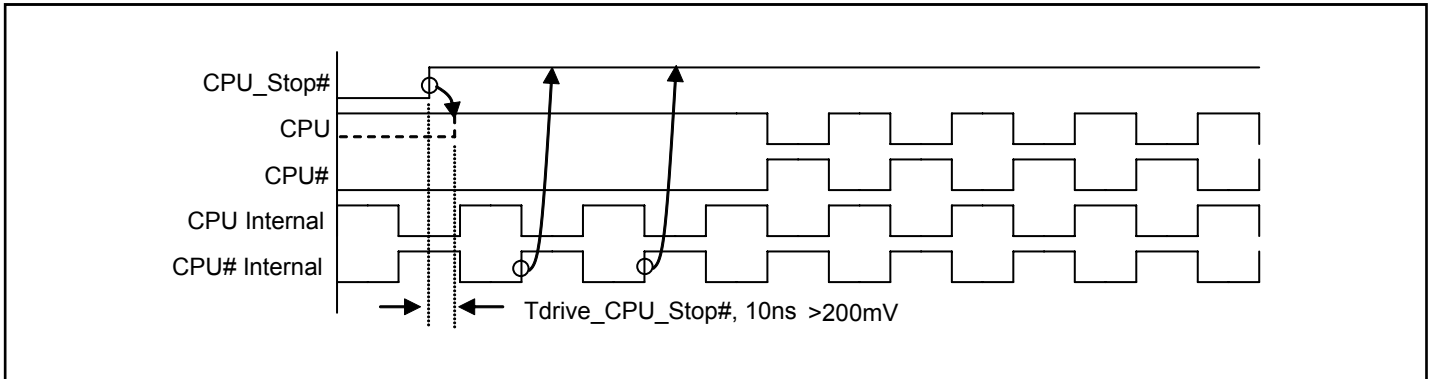 CPU_Stop#
CPU
CPU#
CPU Internal
CPU# Internal
Tdrive_CPU_Stop#, 10ns >200mV